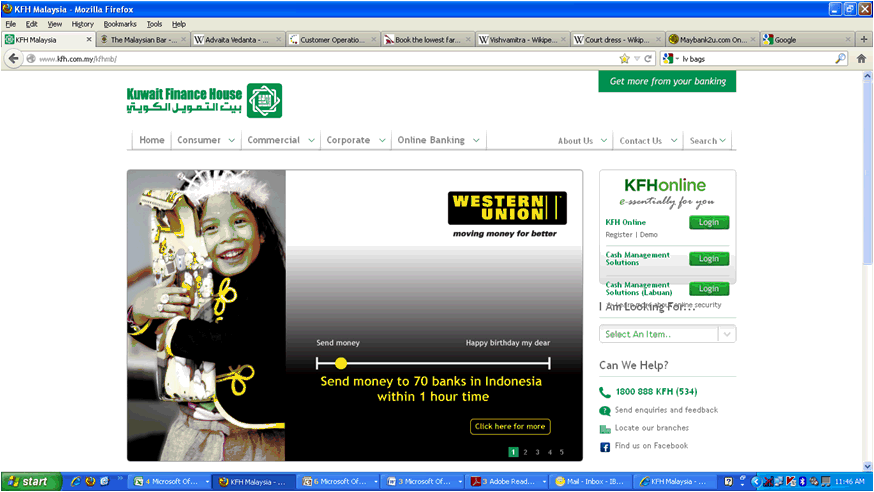 KFH Malaysia - Mozilla Firefox
File Edit View History Bookmarks Tools Help
KFH Malaysia The Malaysian Bar - ... Advaita Vedanta - ... Customer Operatio... Book the lowest far... Vishvamitra - Wikipe... Court dress - Wikip... Maybank2u.com On... Google
www.kfh.com.my/kfhmb/ lv bags
Get more from your banking
Kuwait Finance House
بيت التمويل الكويتي
Home Consumer Commercial Corporate Online Banking About Us Contact Us Search
WESTERN
UNION
moving money for better
Send money Happy birthday my dear
Send money to 70 banks in Indonesia
within 1 hour time
Click here for more
1 2 3 4 5
KFHonline
e-ssentially for you
KFH Online Login
Register | Demo
Cash Management
Solutions Login
Cash Management
Solutions (Labuan) Login
online security
I Am Looking For...
Select An Item..
Can We Help?
1800 888 KFH (534)
Send enquiries and feedback
Locate our branches
Find us on Facebook
start 4 Microsoft Of... KFH Malaysia - ... 6 Microsoft Of... 3 Microsoft Of... 3 Adobe Read... Mail - Inbox - IB... KFH Malaysia - ... 11:46 AM